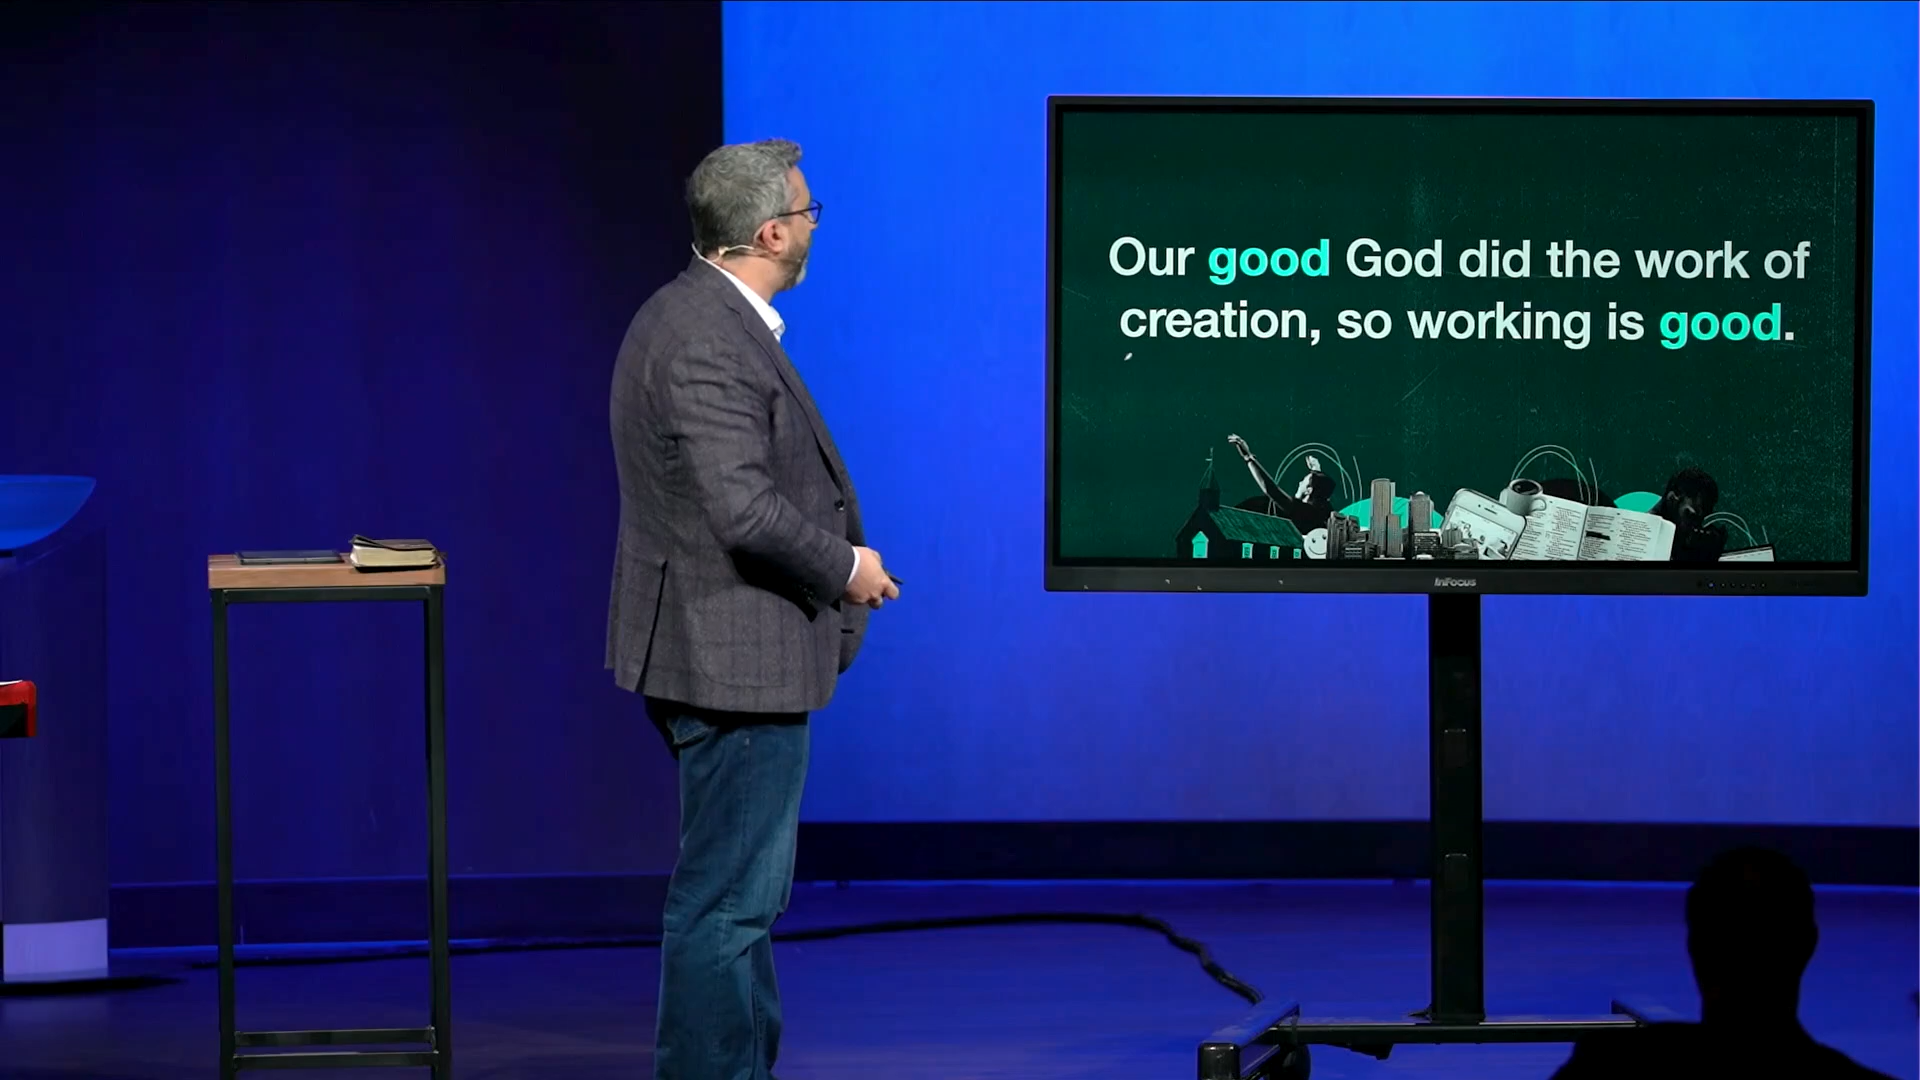 Our good God did the work of
creation, so working is good.
InFocus